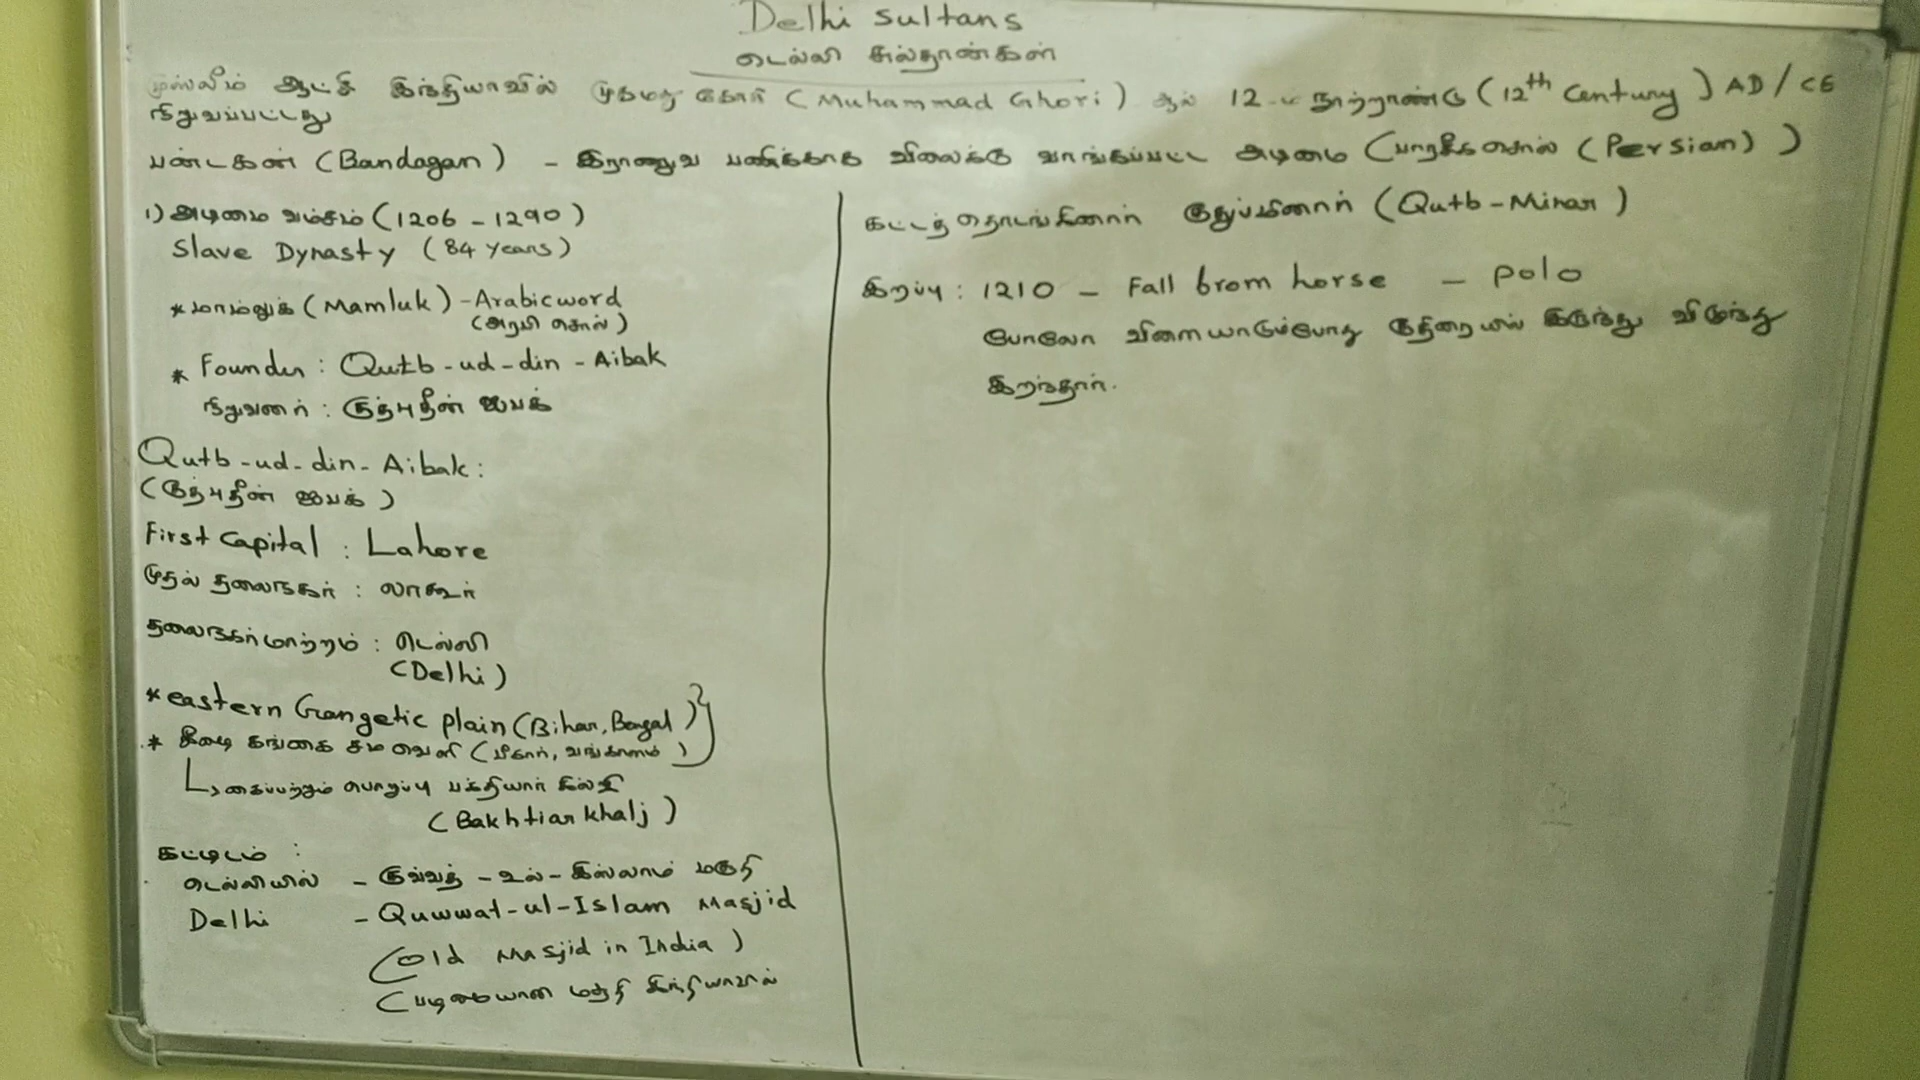 Delhi Sultans
டெல்லி சுல்தான்கள்
முஸ்லீம் ஆட்சி இந்தியாவில் முகமது கோரி (Muhammad Ghori) ஆல் 12-ம் நூற்றாண்டு (12th Century) AD/CE
நிறுவப்பட்டது
பண்டகன் (Bandagan) - இராணுவ பணிக்காக விலைக்கு வாங்கப்பட்ட அடிமை (பாரசீக சொல் (Persian))
1) அடிமை வம்சம் (1206 - 1290)
Slave Dynasty (84 years)
* மாம்லுக் (Mamluk) - Arabic word
(அரபி சொல்)
* Founder : Qutb-ud-din-Aibak
நிறுவனர் : குத்புதீன் ஐபக்
Qutb-ud-din-Aibak:
(குத்புதீன் ஐபக்)
First Capital : Lahore
முதல் தலைநகர் : லாகூர்
தலைநகர் மாற்றம் : டெல்லி
(Delhi)
* eastern Gangetic plain (Bihar, Bengal)}
* கீழை கங்கை சமவெளி (பீகார், வங்காளம்)
↳ கைப்பற்றும் பொறுப்பு பக்தியார் கில்ஜி
(Bakhtiar khalj)
கட்டிடம் :
டெல்லியில் - குவ்வத் - உல் - இஸ்லாம் மசூதி
Delhi - Quwwat-ul-Islam Masjid
(Old Masjid in India)
(பழமையான மசூதி இந்தியாவில்
கட்டத் தொடங்கினார் குதுப்மினார் (Qutb-Minar)
இறப்பு : 1210 - Fall from horse - Polo
போலோ விளையாடும்போது குதிரையில் இருந்து விழுந்து
இறந்தார்.